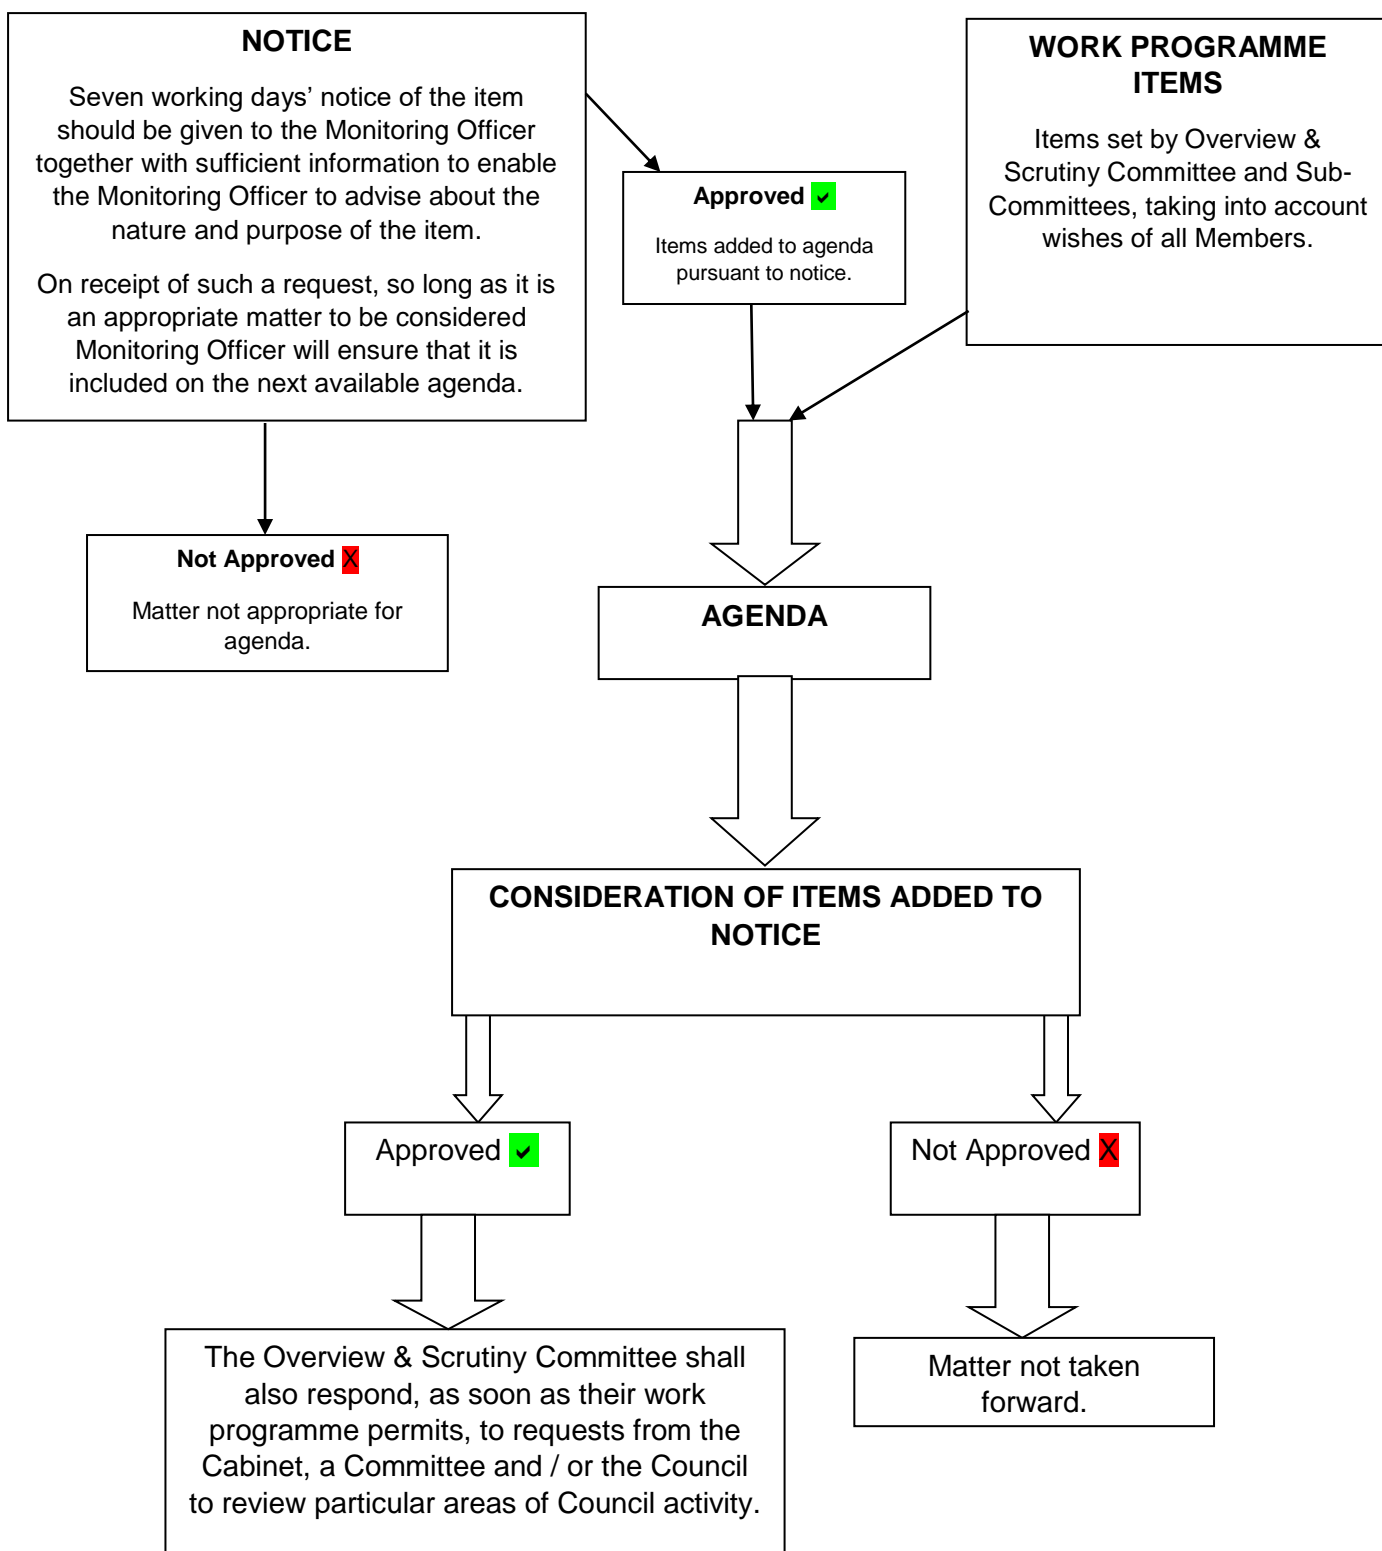 NOTICE
Seven working days’ notice of the item
should be given to the Monitoring Officer
together with sufficient information to enable
the Monitoring Officer to advise about the
nature and purpose of the item.
On receipt of such a request, so long as it is
an appropriate matter to be considered
Monitoring Officer will ensure that it is
included on the next available agenda.
WORK PROGRAMME
ITEMS
Items set by Overview &
Scrutiny Committee and Sub-
Committees, taking into account
wishes of all Members.
Approved ✓
Items added to agenda
pursuant to notice.
Not Approved X
Matter not appropriate for
agenda.
AGENDA
CONSIDERATION OF ITEMS ADDED TO
NOTICE
Approved ✓
Not Approved X
The Overview & Scrutiny Committee shall
also respond, as soon as their work
programme permits, to requests from the
Cabinet, a Committee and / or the Council
to review particular areas of Council activity.
Matter not taken
forward.